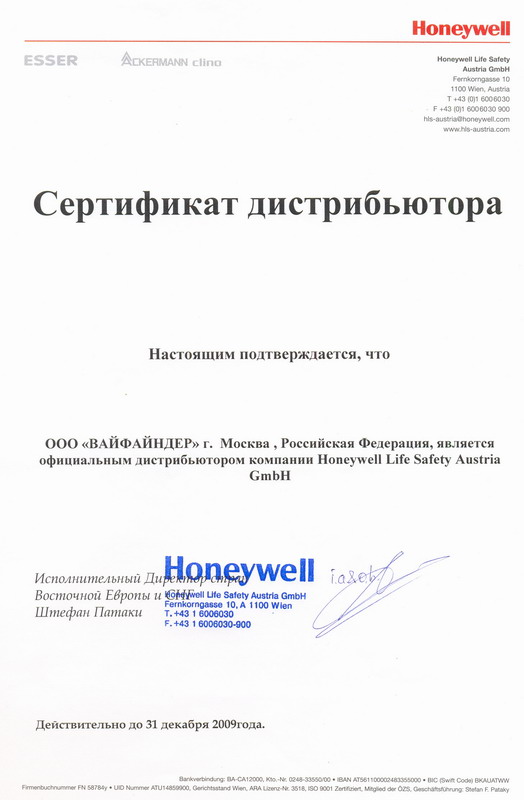 Honeywell
ESSER
ACKERMANN clino
Honeywell Life Safety
Austria GmbH
Fernkorngasse 10
1100 Wien, Austria
T +43 (0)1 6006030
F +43 (0)1 6006030 900
hls-austria@honeywell.com
www.hls-austria.com
Сертификат дистрибьютора
Настоящим подтверждается, что
ООО «ВАЙФАЙНДЕР» г. Москва , Российская Федерация, является
официальным дистрибьютором компании Honeywell Life Safety Austria
GmbH
Исполнительный Директор стран
Восточной Европы и СНГ
Штефан Патаки
Honeywell
Honeywell Life Safety Austria GmbH
Fernkorngasse 10, A 1100 Wien
T. +43 1 6006030
F. +43 1 6006030-900
Действительно до 31 декабря 2009года.
Bankverbindung: BA-CA12000, Kto.-Nr. 0248-33550/00 • IBAN AT561100002483355000 • BIC (Swift Code) BKAUATWW
Firmenbuchnummer FN 58784y • UID Nummer ATU14859900, Gerichtsstand Wien, ARA Lizenz-Nr. 3518, ISO 9001 Zertifiziert, Mitglied der ÖZS, Geschäftsführung: Stefan F. Pataky